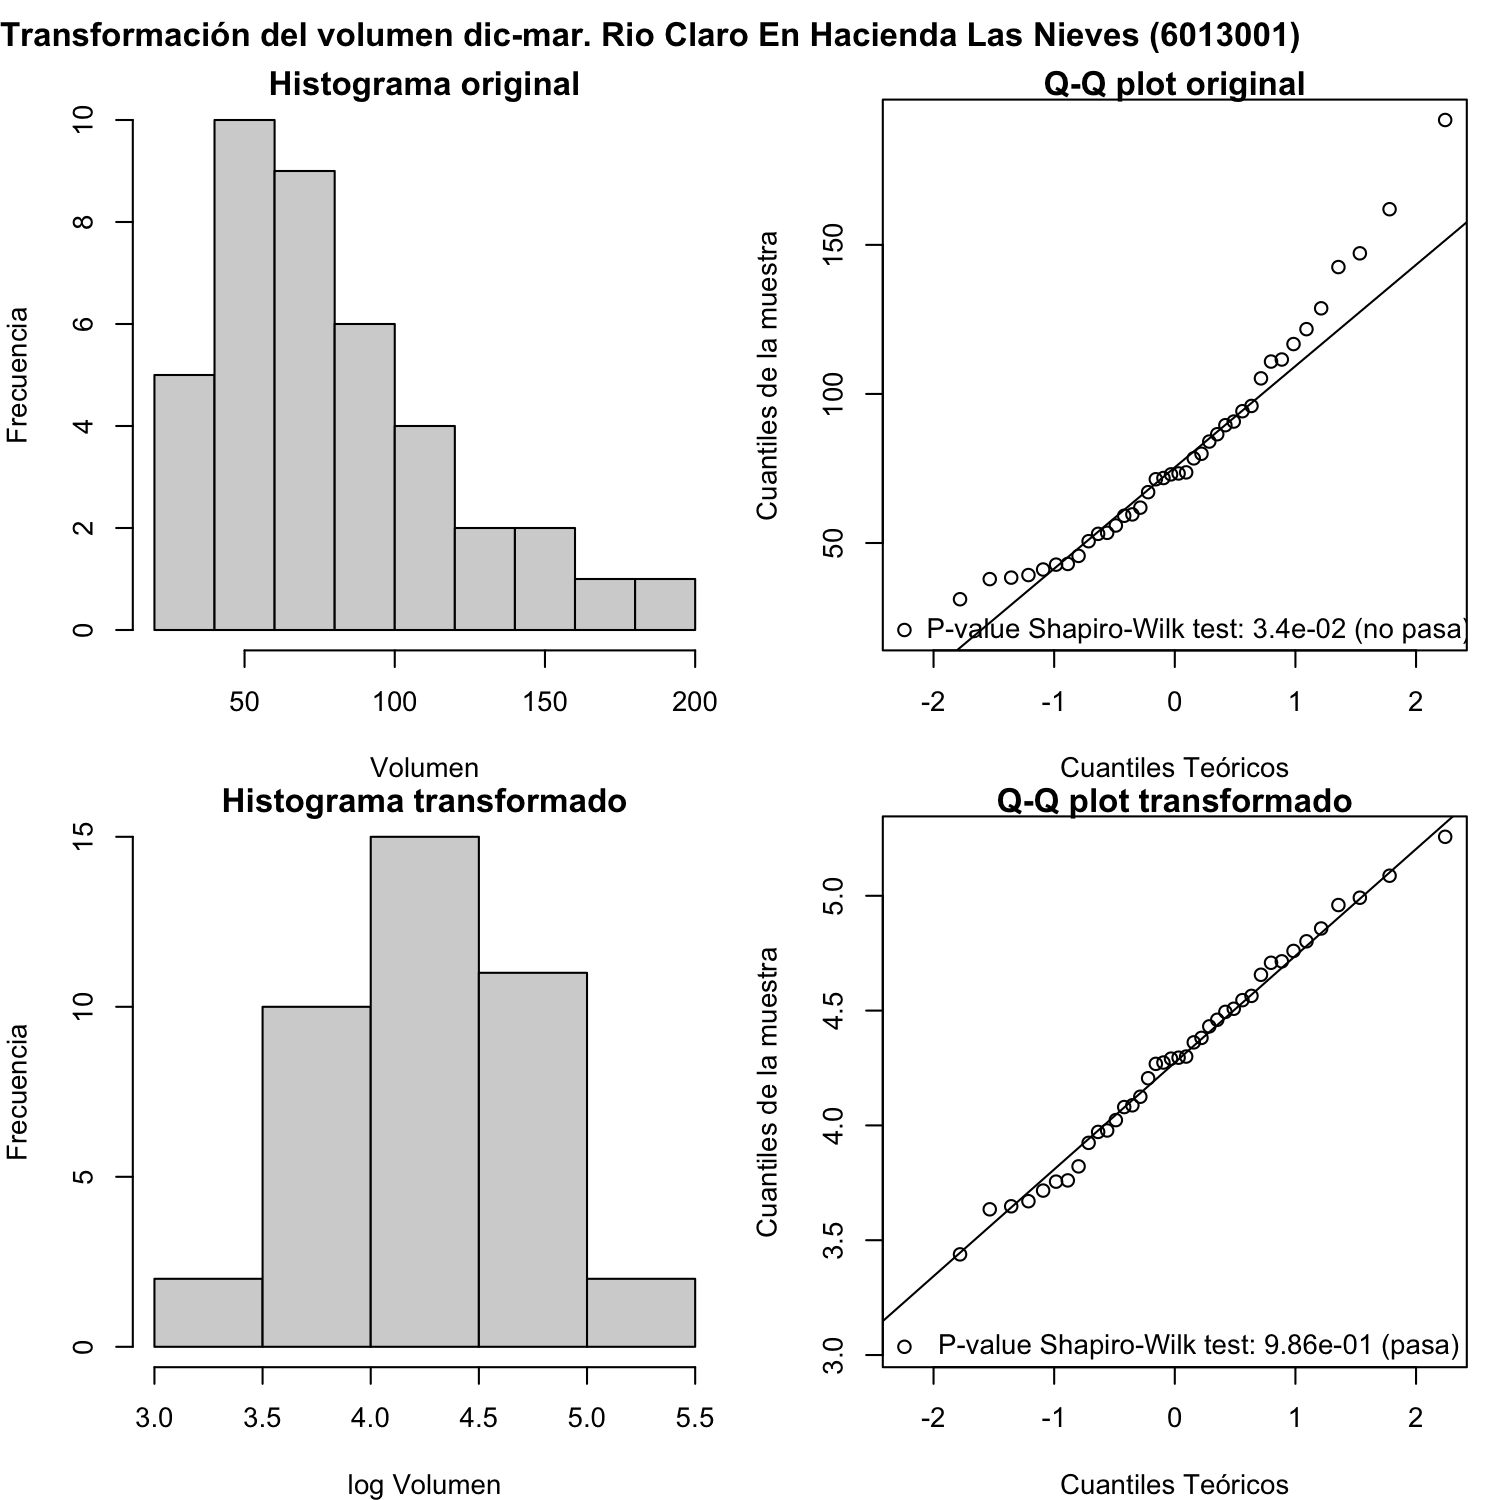 Transformación del volumen dic-mar. Rio Claro En Hacienda Las Nieves (6013001)
Histograma original
Frecuencia
0 2 4 6 8 10
50 100 150 200
Volumen
Q-Q plot original
Cuantiles de la muestra
50 100 150
P-value Shapiro-Wilk test: 3.4e-02 (no pasa)
-2 -1 0 1 2
Cuantiles Teóricos
Histograma transformado
Frecuencia
0 5 10 15
3.0 3.5 4.0 4.5 5.0 5.5
log Volumen
Q-Q plot transformado
Cuantiles de la muestra
3.0 3.5 4.0 4.5 5.0
P-value Shapiro-Wilk test: 9.86e-01 (pasa)
-2 -1 0 1 2
Cuantiles Teóricos